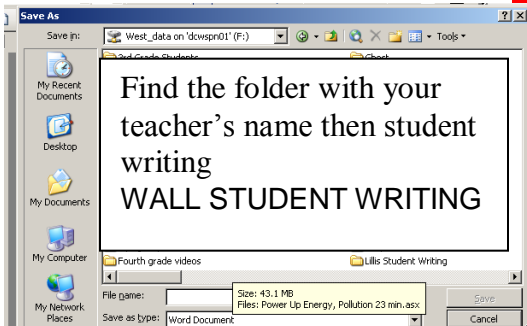 Save As
Save in:
West_data on 'dcwspn01' (F:)
Tools
3rd Grade Students
Ghost
My Recent
Documents
Desktop
My Documents
My Computer
My Network
Places
Find the folder with your
teacher's name then student
writing
WALL STUDENT WRITING
Fourth grade videos
Lillis Student Writing
File name:
Size: 43.1 MB
Files: Power Up Energy, Pollution 23 min.asx
Save
Save as type:
Word Document
Cancel